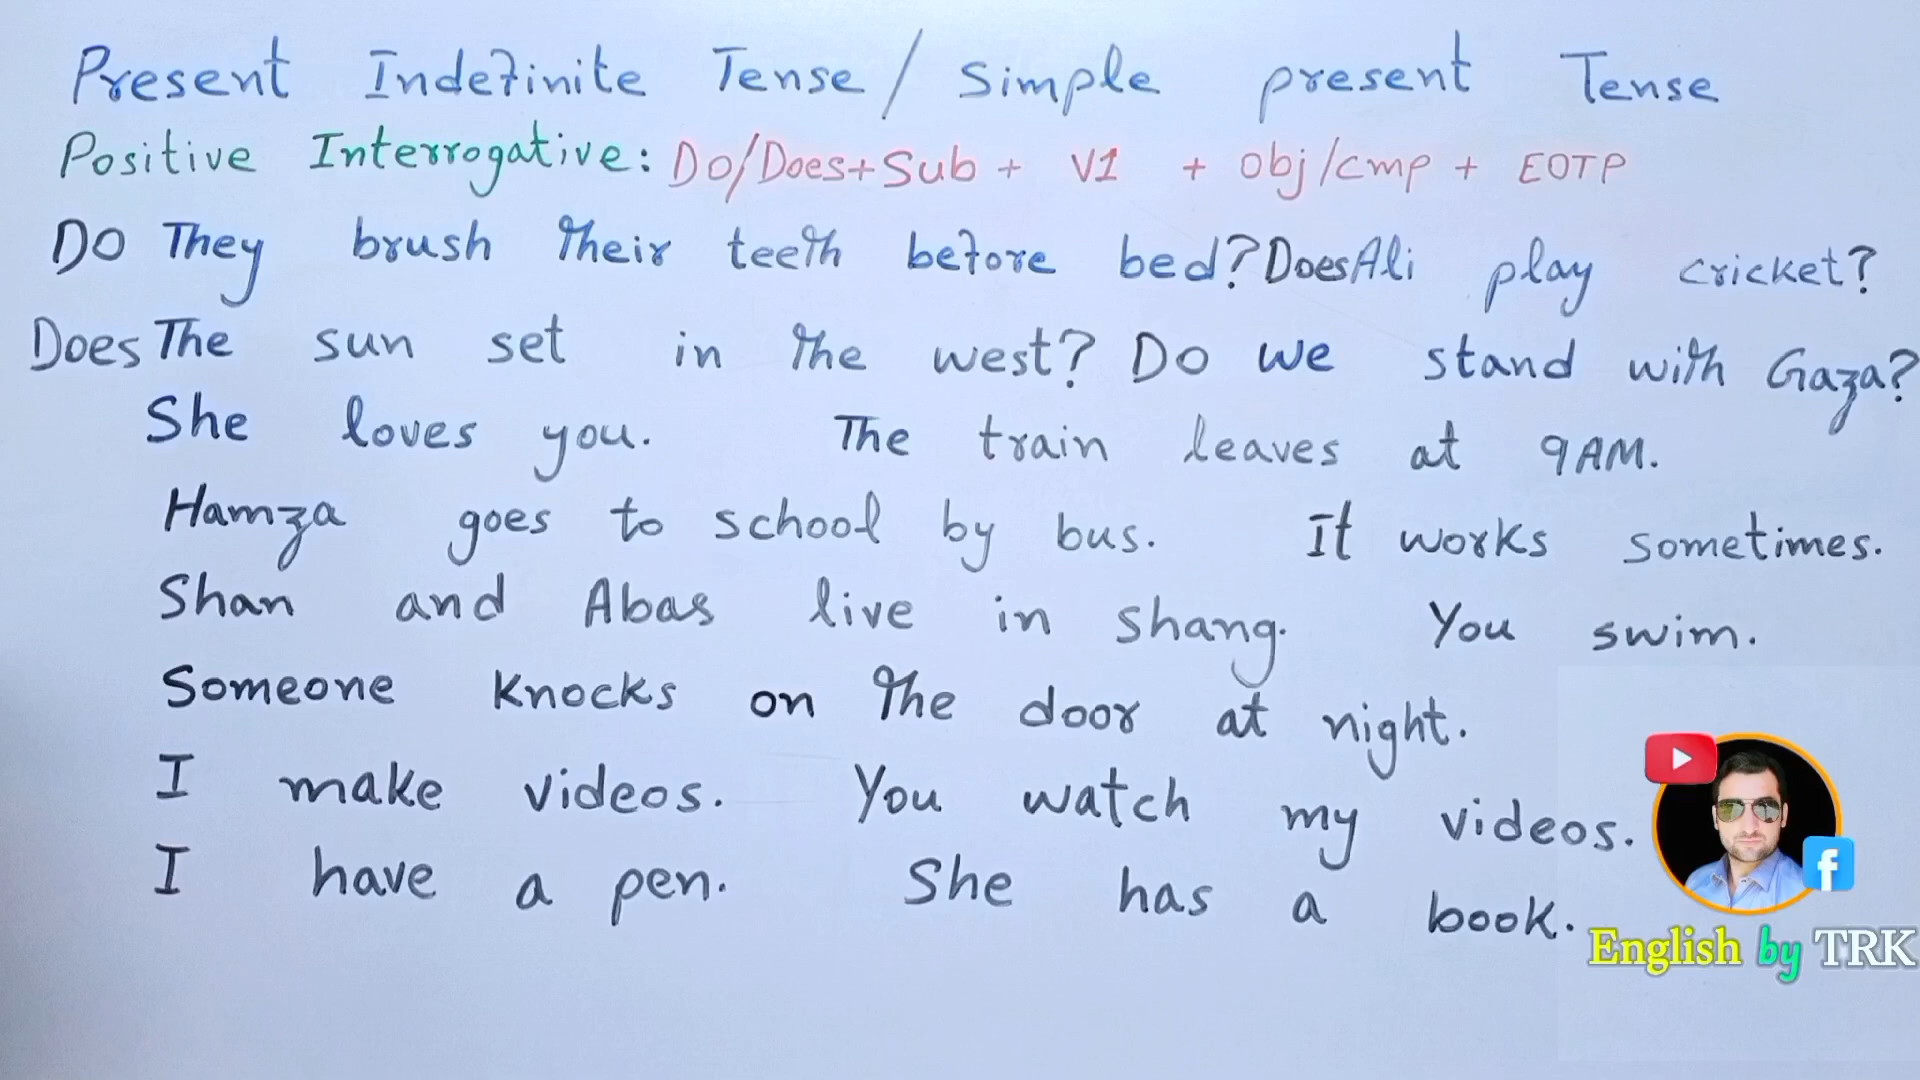 Present Indefinite Tense / Simple present Tense
Positive Interrogative: Do/Does+Sub + V1 + Obj/cmp + EOTP
Do They brush their teeth before bed? Does Ali play cricket?
Does The sun set in the west? Do we stand with Gaza?
She loves you. The train leaves at 9AM.
Hamza goes to school by bus. It works sometimes.
Shan and Abas live in shang. You swim.
Someone knocks on the door at night.
I make videos. You watch my videos.
I have a pen. She has a book.
f
English by TRK